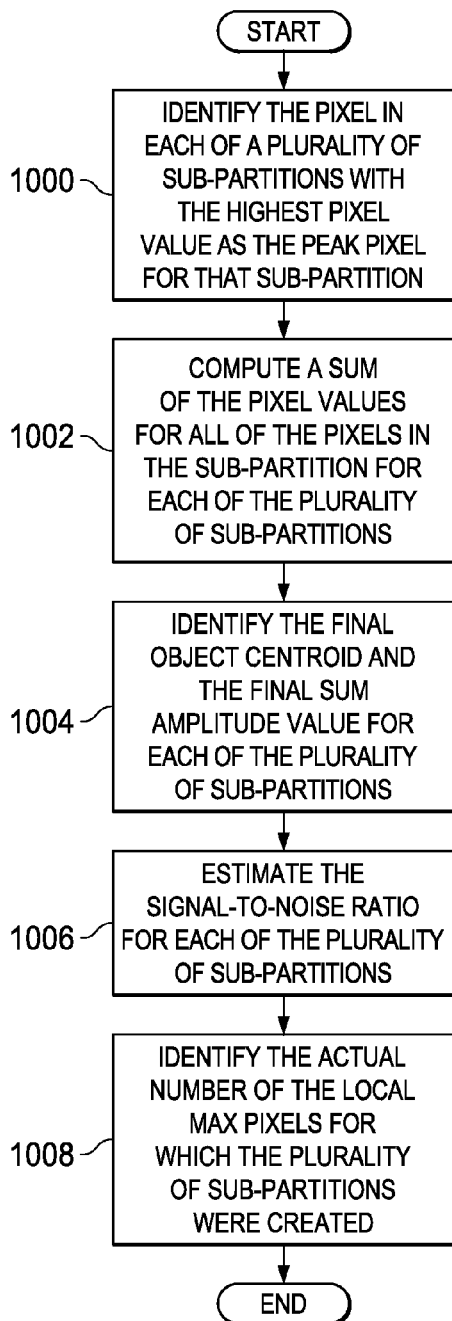 START
1000
IDENTIFY THE PIXEL IN
EACH OF A PLURALITY OF
SUB-PARTITIONS WITH
THE HIGHEST PIXEL
VALUE AS THE PEAK PIXEL
FOR THAT SUB-PARTITION
1002
COMPUTE A SUM
OF THE PIXEL VALUES
FOR ALL OF THE PIXELS IN
THE SUB-PARTITION FOR
EACH OF THE PLURALITY
OF SUB-PARTITIONS
1004
IDENTIFY THE FINAL
OBJECT CENTROID AND
THE FINAL SUM
AMPLITUDE VALUE FOR
EACH OF THE PLURALITY
OF SUB-PARTITIONS
1006
ESTIMATE THE
SIGNAL-TO-NOISE RATIO
FOR EACH OF THE PLURALITY
OF SUB-PARTITIONS
1008
IDENTIFY THE ACTUAL
NUMBER OF THE LOCAL
MAX PIXELS FOR
WHICH THE PLURALITY
OF SUB-PARTITIONS
WERE CREATED
END